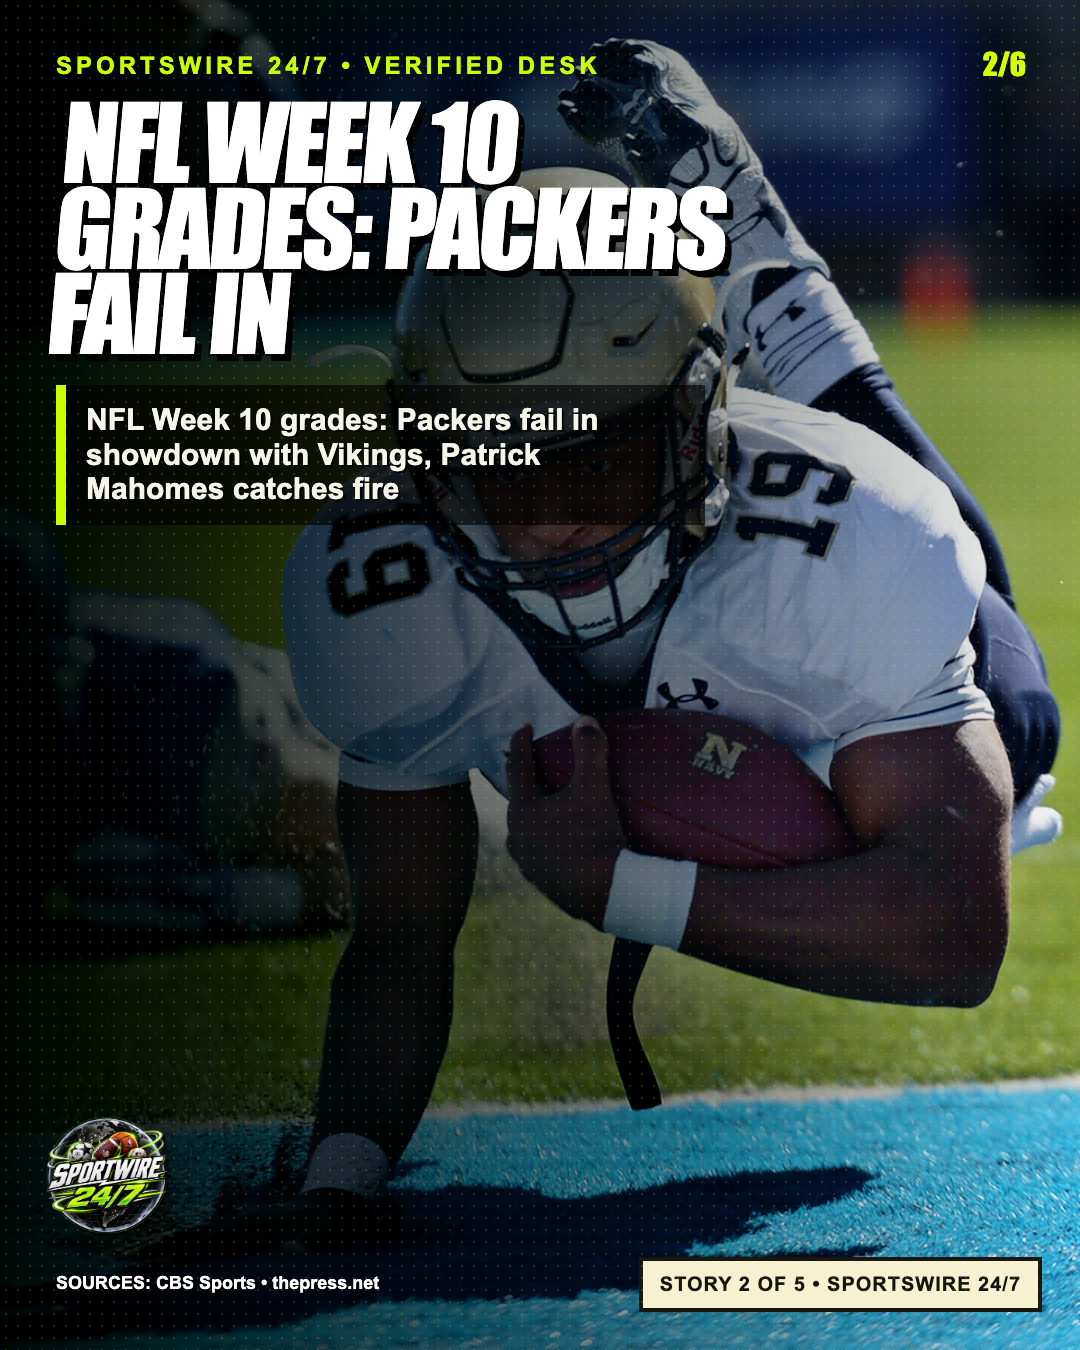 SPORTSWIRE 24/7 • VERIFIED DESK
2/6
NFL WEEK 10
GRADES: PACKERS
FAIL IN
NFL Week 10 grades: Packers fail in
showdown with Vikings, Patrick
Mahomes catches fire
19
19
Riddell
N
NAVY
SPORTWIRE
24/7
SOURCES: CBS Sports • thepress.net
STORY 2 OF 5 • SPORTSWIRE 24/7